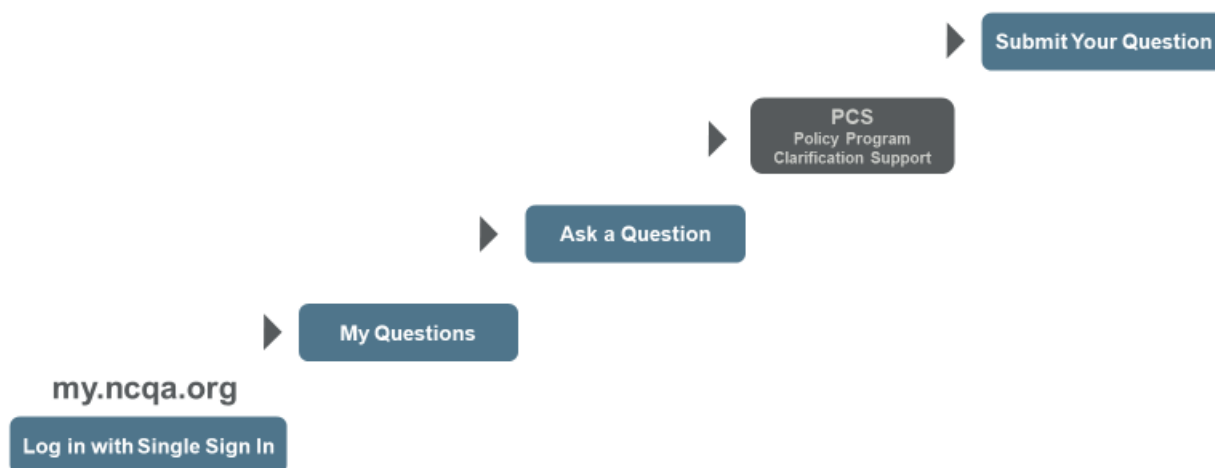 Submit Your Question
PCS
Policy Program
Clarification Support
Ask a Question
My Questions
my.ncqa.org
Log in with Single Sign In